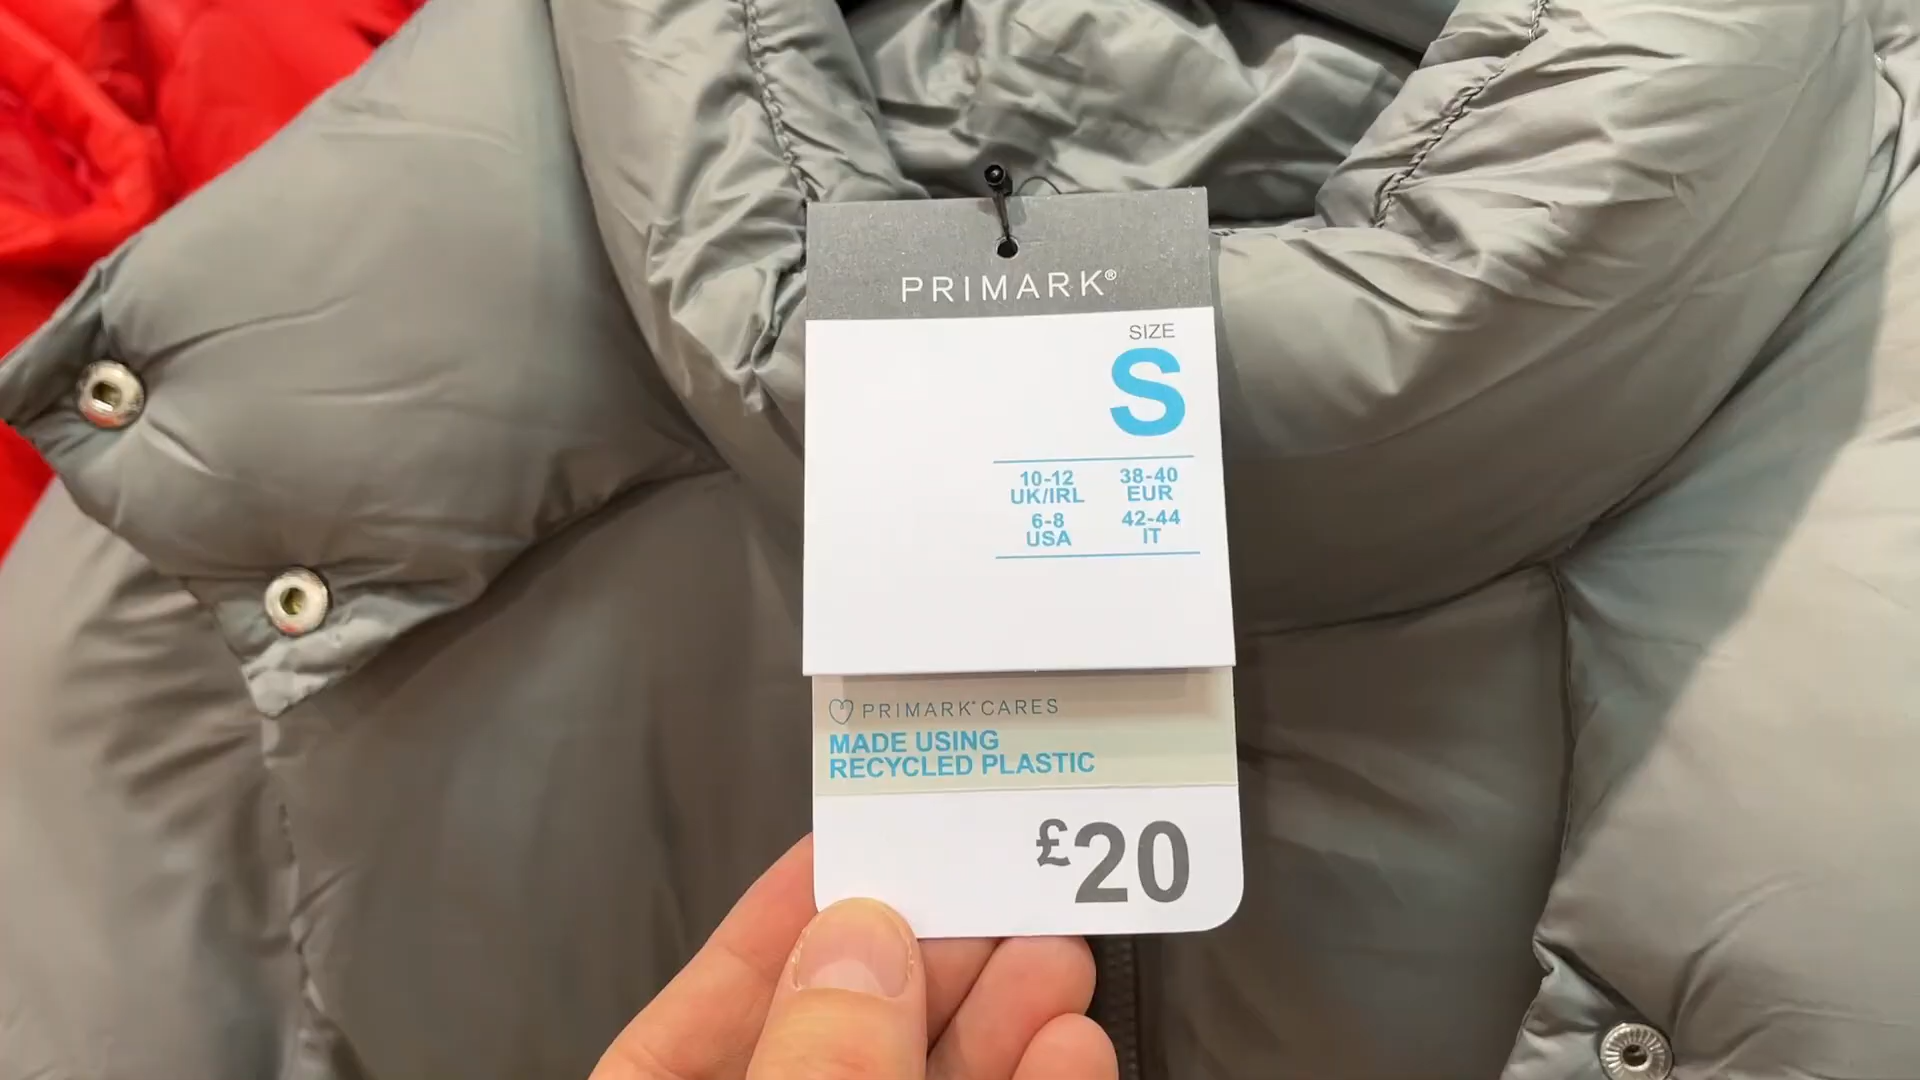 PRIMARK®
SIZE
S
10-12 38-40
UK/IRL EUR
6-8 42-44
USA IT
PRIMARK® CARES
MADE USING
RECYCLED PLASTIC
£20